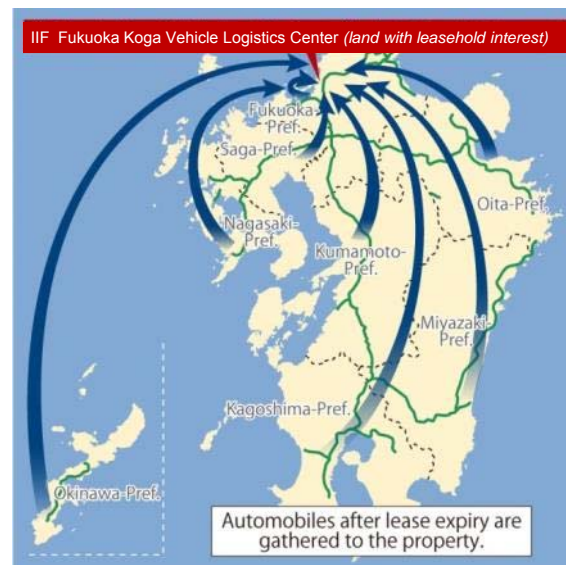 IIF Fukuoka Koga Vehicle Logistics Center (land with leasehold interest)
Fukuoka-
Pref.
Saga-Pref.
Oita-Pref.
Nagasaki-
Pref.
Kumamoto-
Pref.
Miyazaki-
Pref.
Kagoshima-Pref.
Okinawa-Pref.
Automobiles after lease expiry are
gathered to the property.